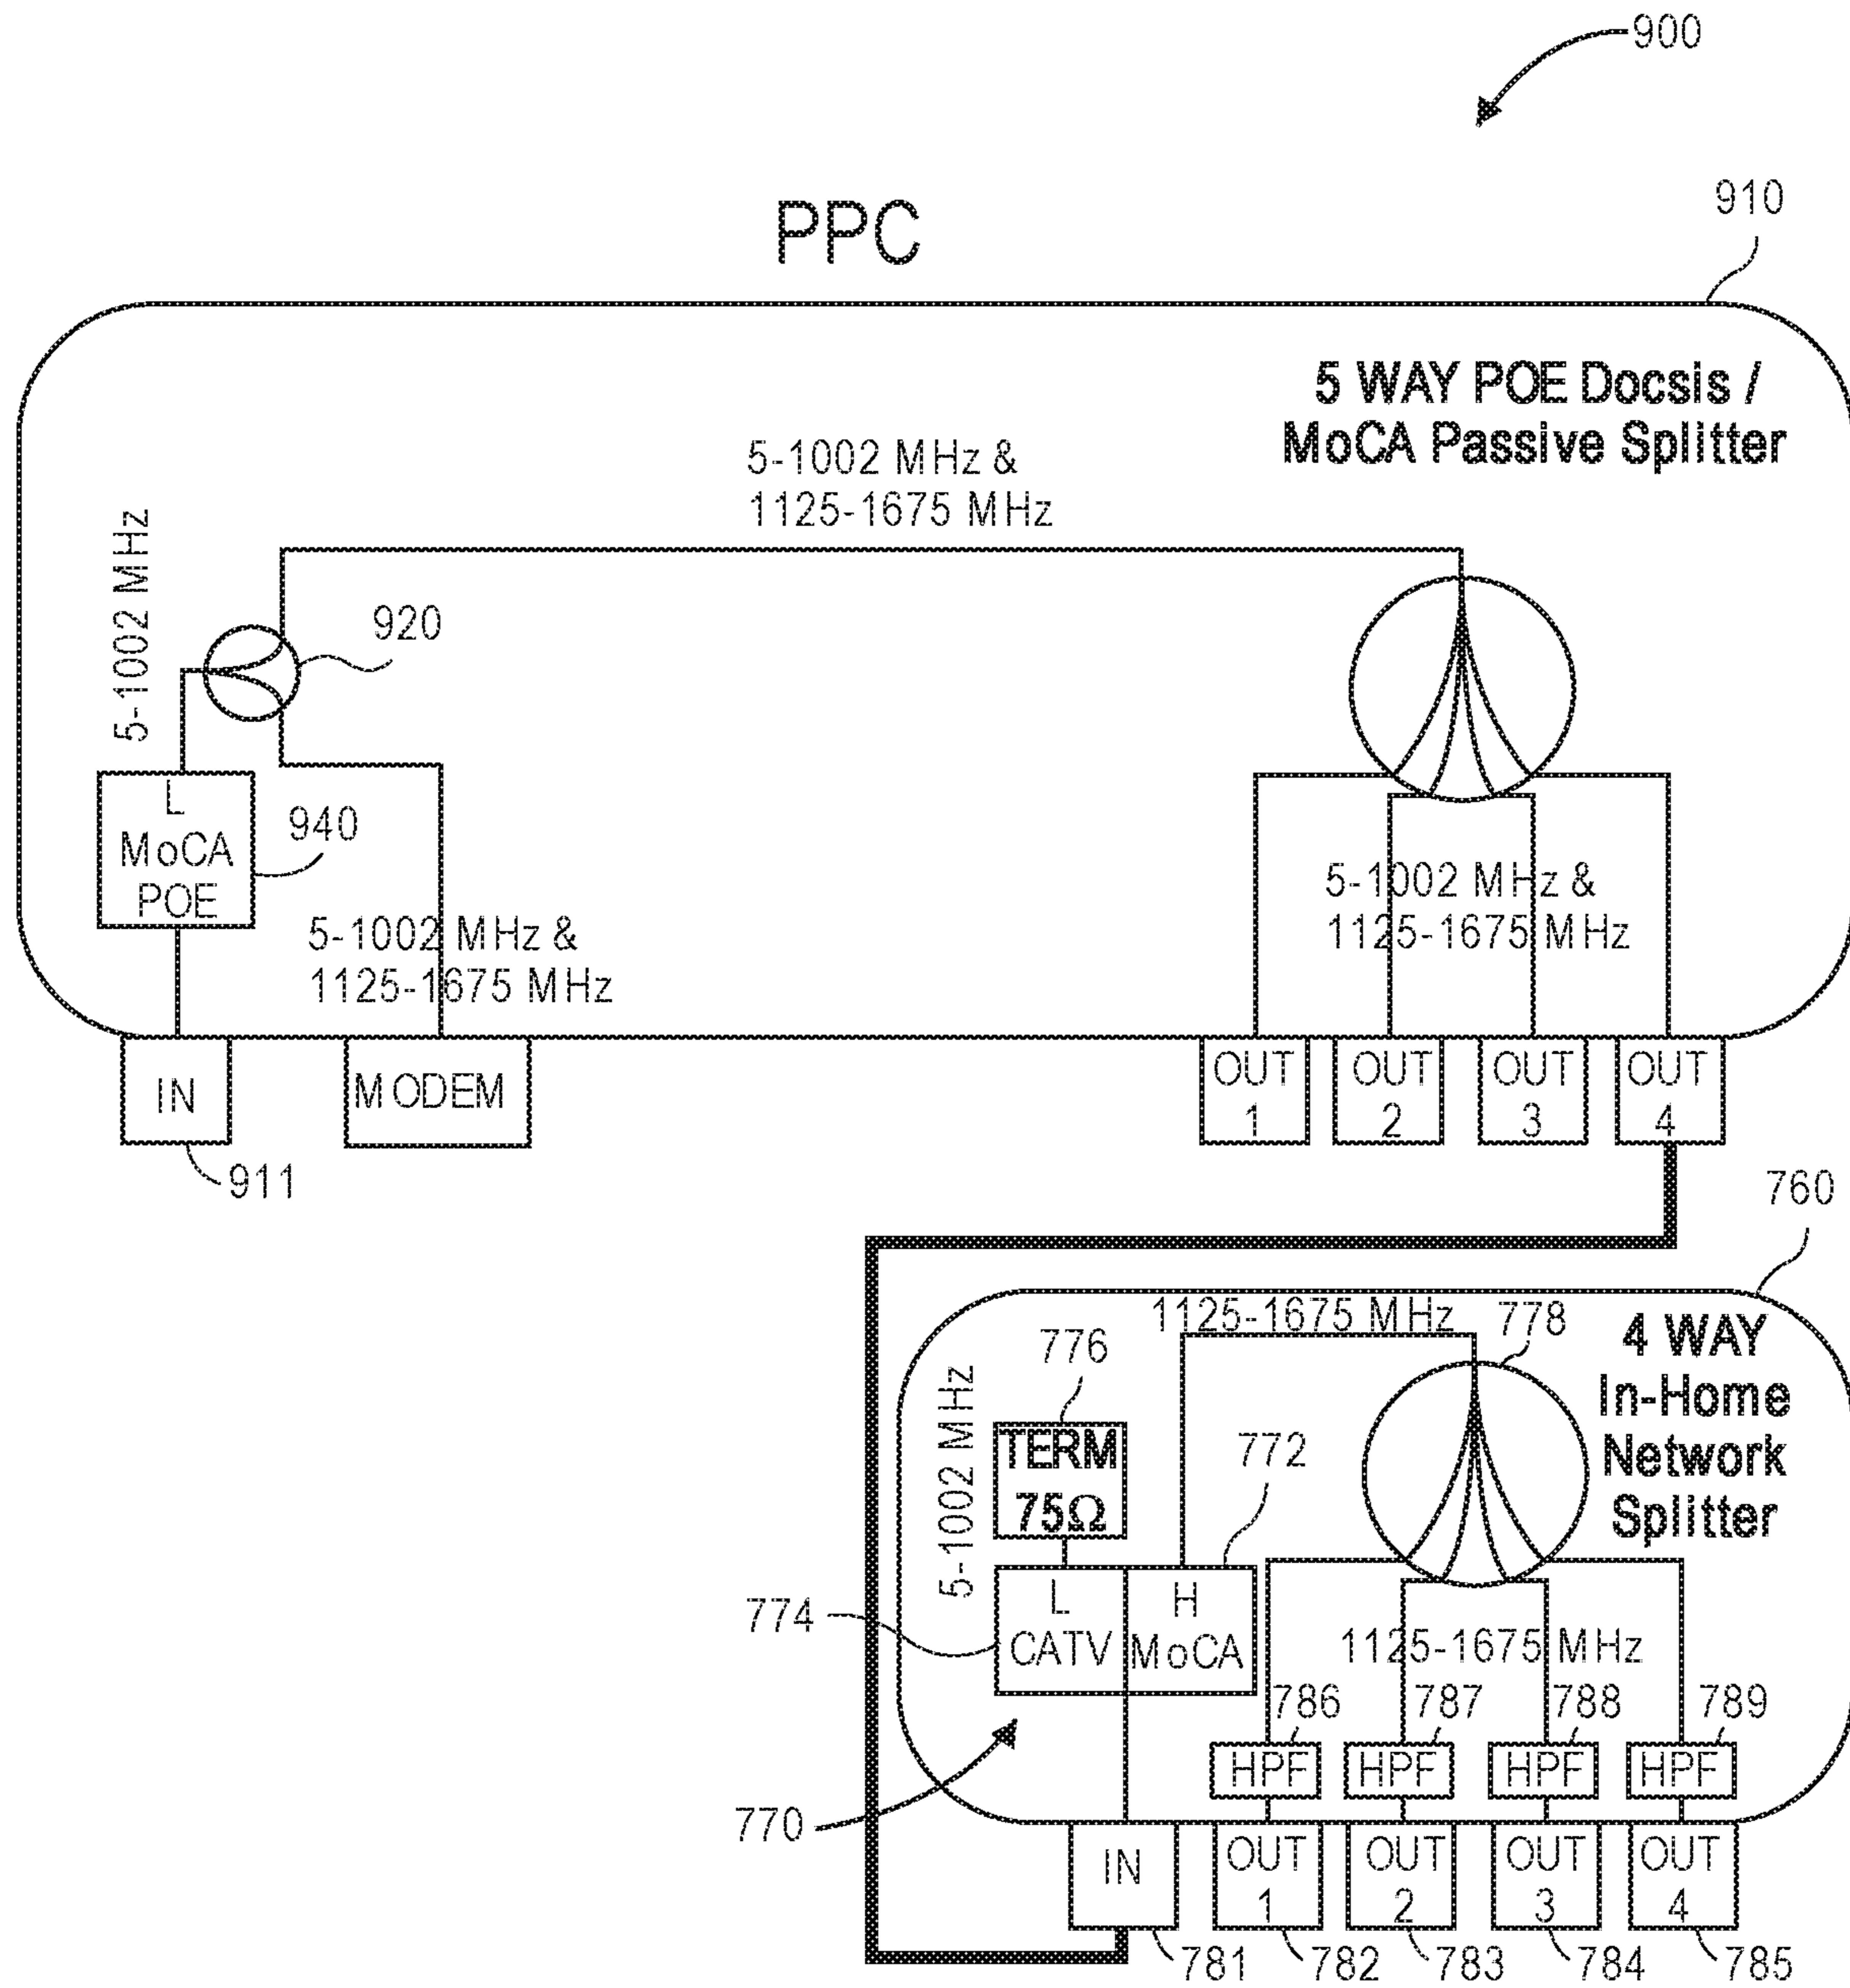 900
PPC
910
5 WAY POE Docsis /
MoCA Passive Splitter
5-1002 MHz &
1125-1675 MHz
5-1002 MHz
920
L
MoCA
POE
940
5-1002 MHz &
1125-1675 MHz
5-1002 MHz &
1125-1675 MHz
IN
MODEM
OUT
1
OUT
2
OUT
3
OUT
4
911
760
1125-1675 MHz
778
4 WAY
In-Home
Network
Splitter
776
5-1002 MHz
TERM
75Ω
772
774
L
CATV
H
MoCA
1125-1675 MHz
786
787
788
789
HPF
HPF
HPF
HPF
770
IN
OUT
1
OUT
2
OUT
3
OUT
4
781
782
783
784
785